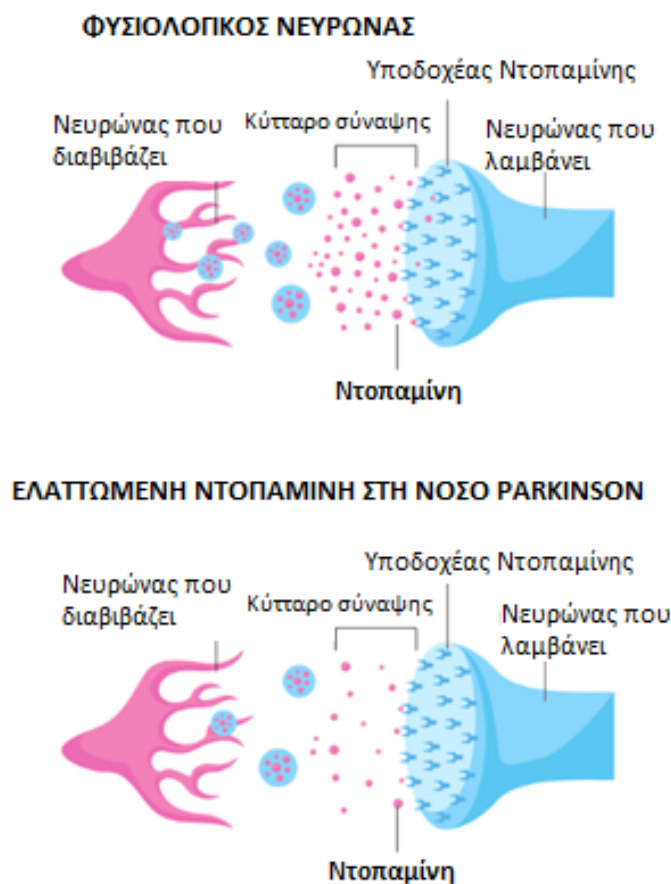 ΦΥΣΙΟΛΟΓΙΚΟΣ ΝΕΥΡΩΝΑΣ
Υποδοχέας Ντοπαμίνης
Νευρώνας που
διαβιβάζει
Κύτταρο σύναψης
Νευρώνας που
λαμβάνει
Ντοπαμίνη
ΕΛΑΤΤΩΜΕΝΗ ΝΤΟΠΑΜΙΝΗ ΣΤΗ ΝΟΣΟ PARKINSON
Υποδοχέας Ντοπαμίνης
Νευρώνας που
διαβιβάζει
Κύτταρο σύναψης
Νευρώνας που
λαμβάνει
Ντοπαμίνη